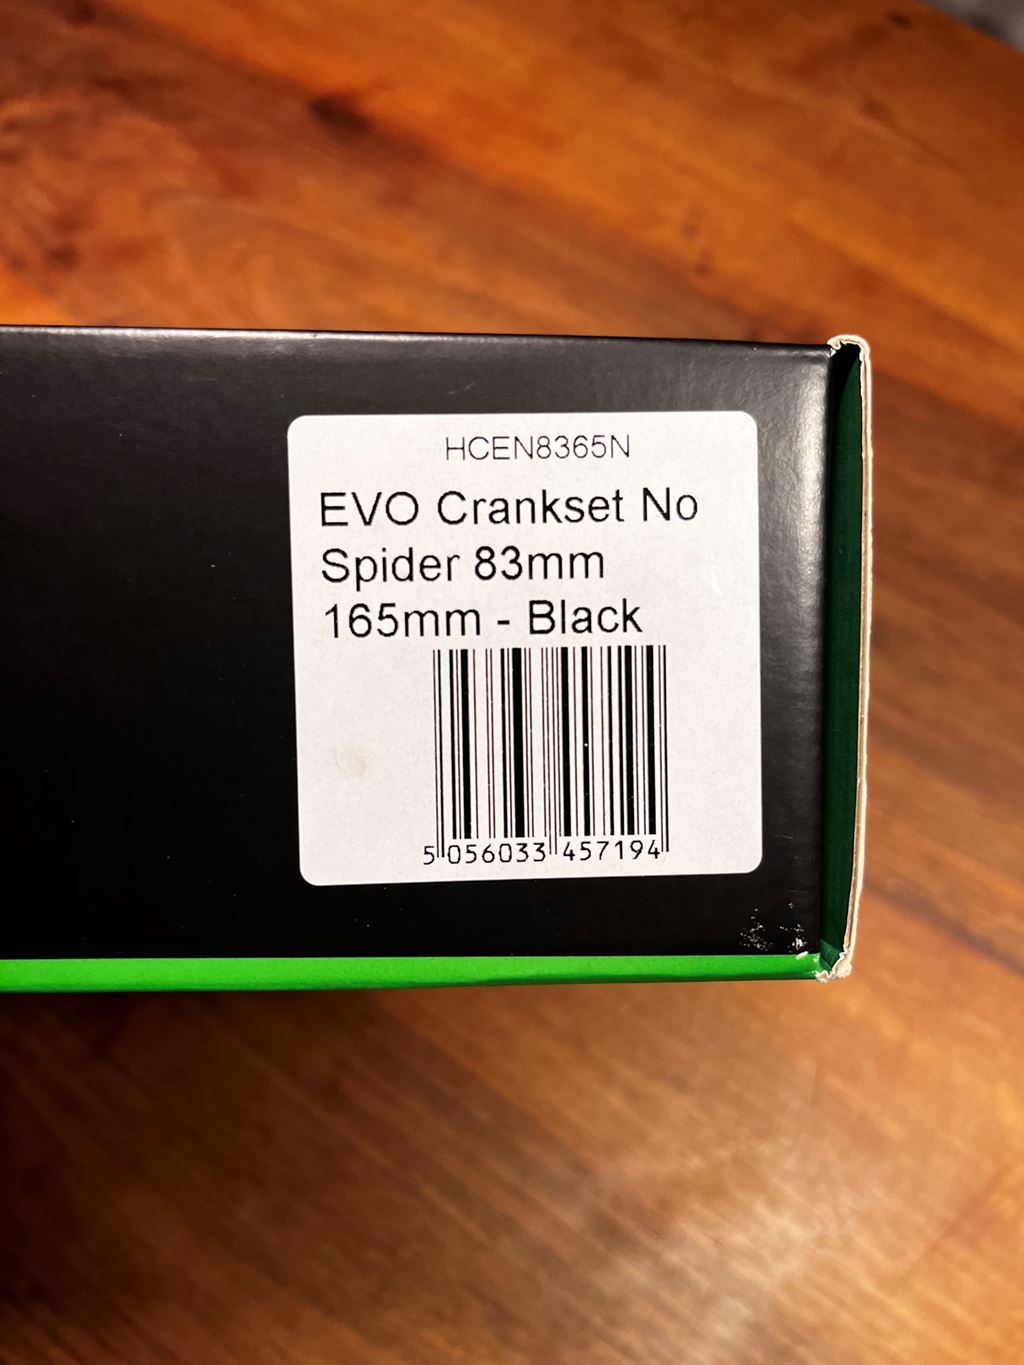 HCEN8365N
EVO Crankset No
Spider 83mm
165mm - Black
5 056033 457194